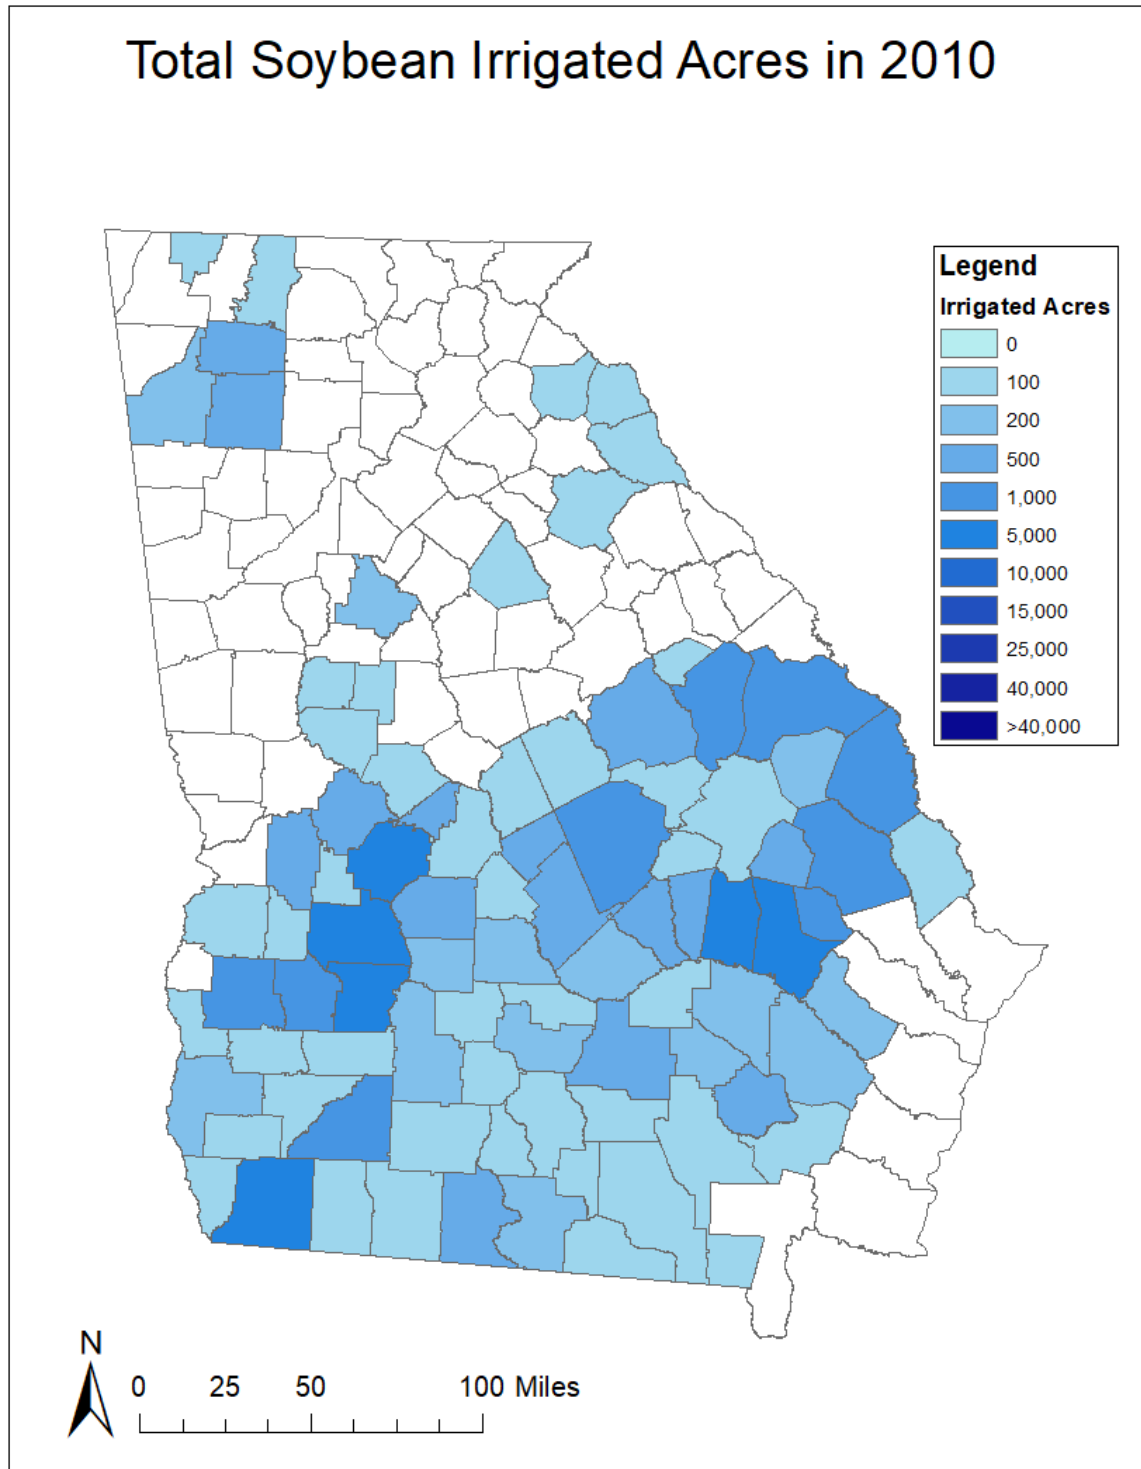 Total Soybean Irrigated Acres in 2010
Legend
Irrigated Acres
0
100
200
500
1,000
5,000
10,000
15,000
25,000
40,000
>40,000
N
0 25 50 100 Miles